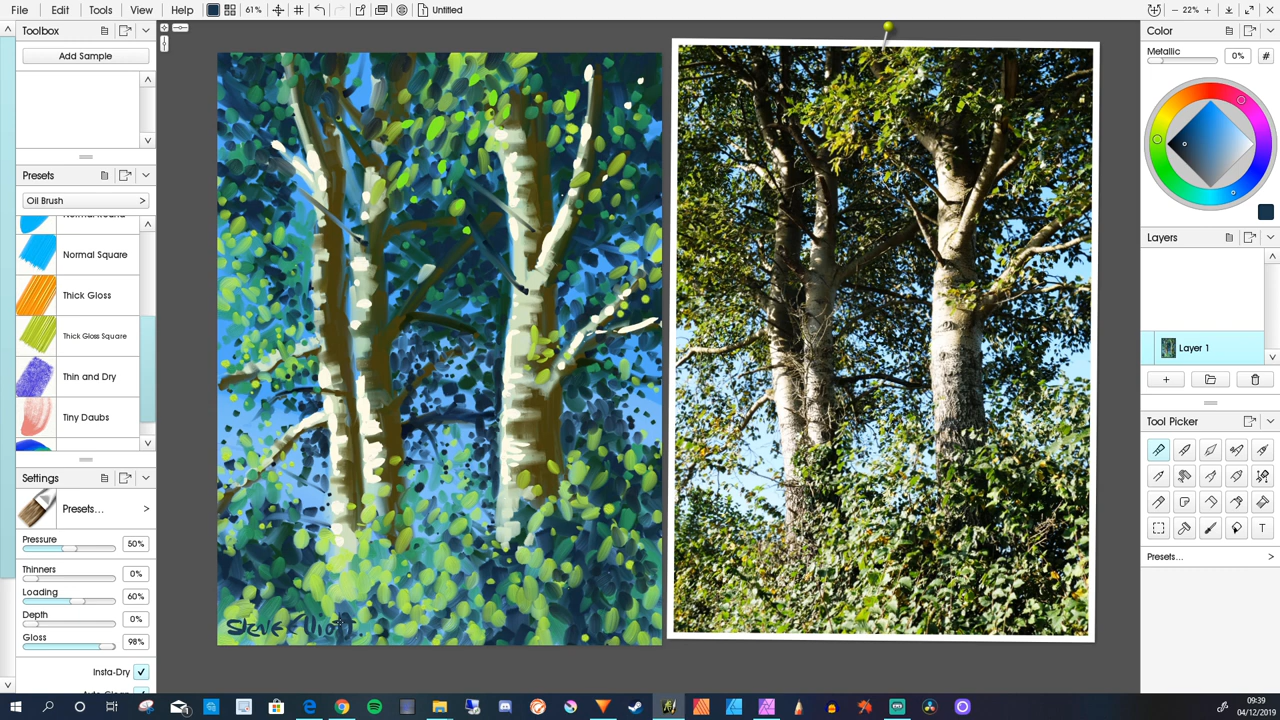 File Edit Tools View Help 61% Untitled 22%
Toolbox
Add Sample
Presets
Oil Brush >
Normal Square
Thick Gloss
Thick Gloss Square
Thin and Dry
Tiny Daubs
Settings
Presets... >
Pressure 50%
Thinners 0%
Loading 60%
Depth 0%
Gloss 98%
Insta-Dry
Steve Elliott.
Color
Metallic
0% #
Layers
Layer 1
Tool Picker
T
Presets... >
09:39
04/12/2019